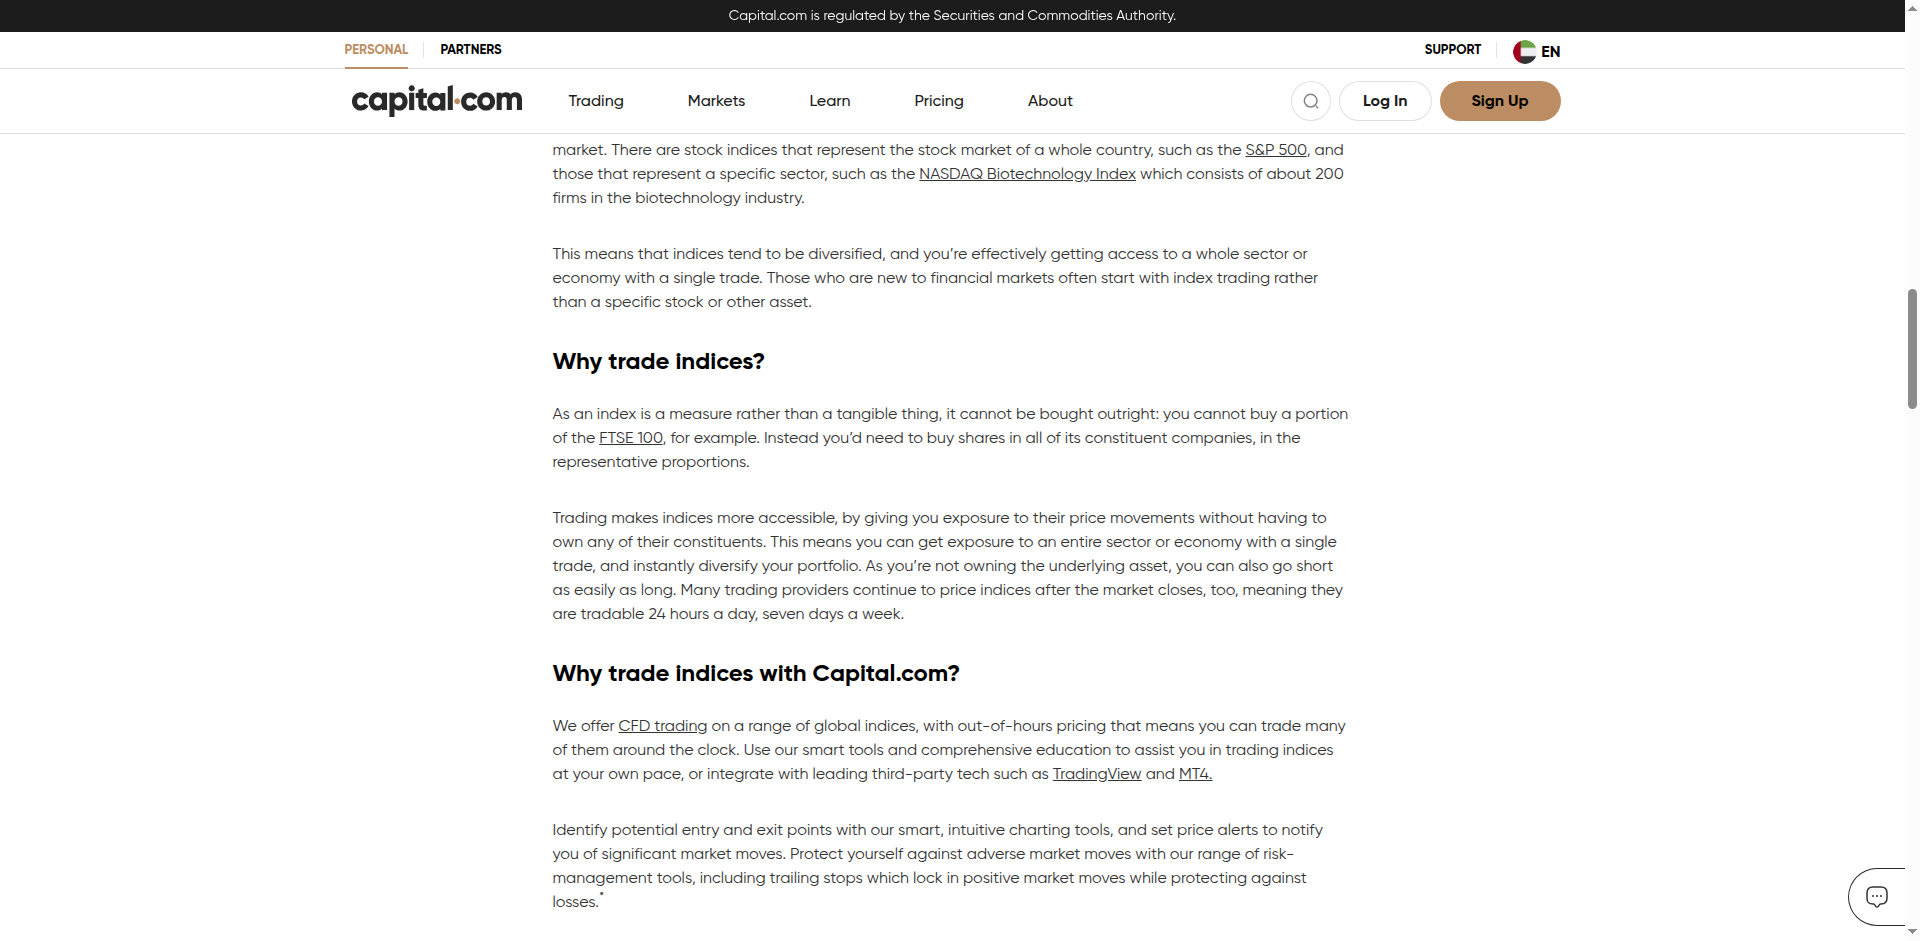 Capital.com is regulated by the Securities and Commodities Authority.
PERSONAL PARTNERS SUPPORT EN
capital.com Trading Markets Learn Pricing About Log In Sign Up
market. There are stock indices that represent the stock market of a whole country, such as the S&P 500, and
those that represent a specific sector, such as the NASDAQ Biotechnology Index which consists of about 200
firms in the biotechnology industry.
This means that indices tend to be diversified, and you’re effectively getting access to a whole sector or
economy with a single trade. Those who are new to financial markets often start with index trading rather
than a specific stock or other asset.
Why trade indices?
As an index is a measure rather than a tangible thing, it cannot be bought outright: you cannot buy a portion
of the FTSE 100, for example. Instead you’d need to buy shares in all of its constituent companies, in the
representative proportions.
Trading makes indices more accessible, by giving you exposure to their price movements without having to
own any of their constituents. This means you can get exposure to an entire sector or economy with a single
trade, and instantly diversify your portfolio. As you’re not owning the underlying asset, you can also go short
as easily as long. Many trading providers continue to price indices after the market closes, too, meaning they
are tradable 24 hours a day, seven days a week.
Why trade indices with Capital.com?
We offer CFD trading on a range of global indices, with out-of-hours pricing that means you can trade many
of them around the clock. Use our smart tools and comprehensive education to assist you in trading indices
at your own pace, or integrate with leading third-party tech such as TradingView and MT4.
Identify potential entry and exit points with our smart, intuitive charting tools, and set price alerts to notify
you of significant market moves. Protect yourself against adverse market moves with our range of risk-
management tools, including trailing stops which lock in positive market moves while protecting against
losses.*